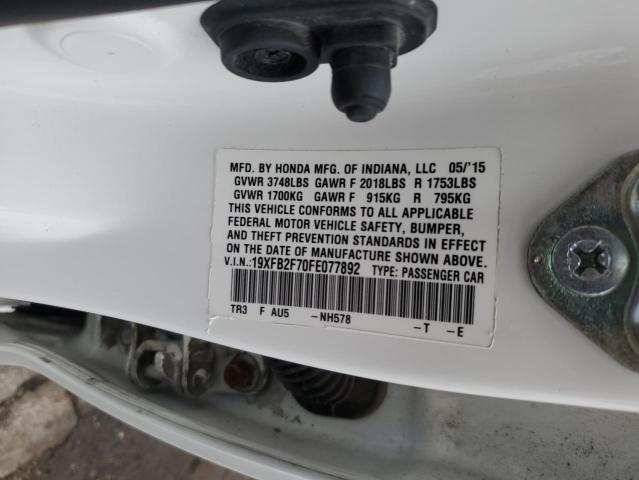 MFD. BY HONDA MFG. OF INDIANA, LLC 05/'15
GVWR 3748LBS GAWR F 2018LBS R 1753LBS
GVWR 1700KG GAWR F 915KG R 795KG
THIS VEHICLE CONFORMS TO ALL APPLICABLE
FEDERAL MOTOR VEHICLE SAFETY, BUMPER,
AND THEFT PREVENTION STANDARDS IN EFFECT
ON THE DATE OF MANUFACTURE SHOWN ABOVE.
V.I.N.:19XFB2F70FE077892 TYPE: PASSENGER CAR
TR3 F AU5 -NH578 -T -E